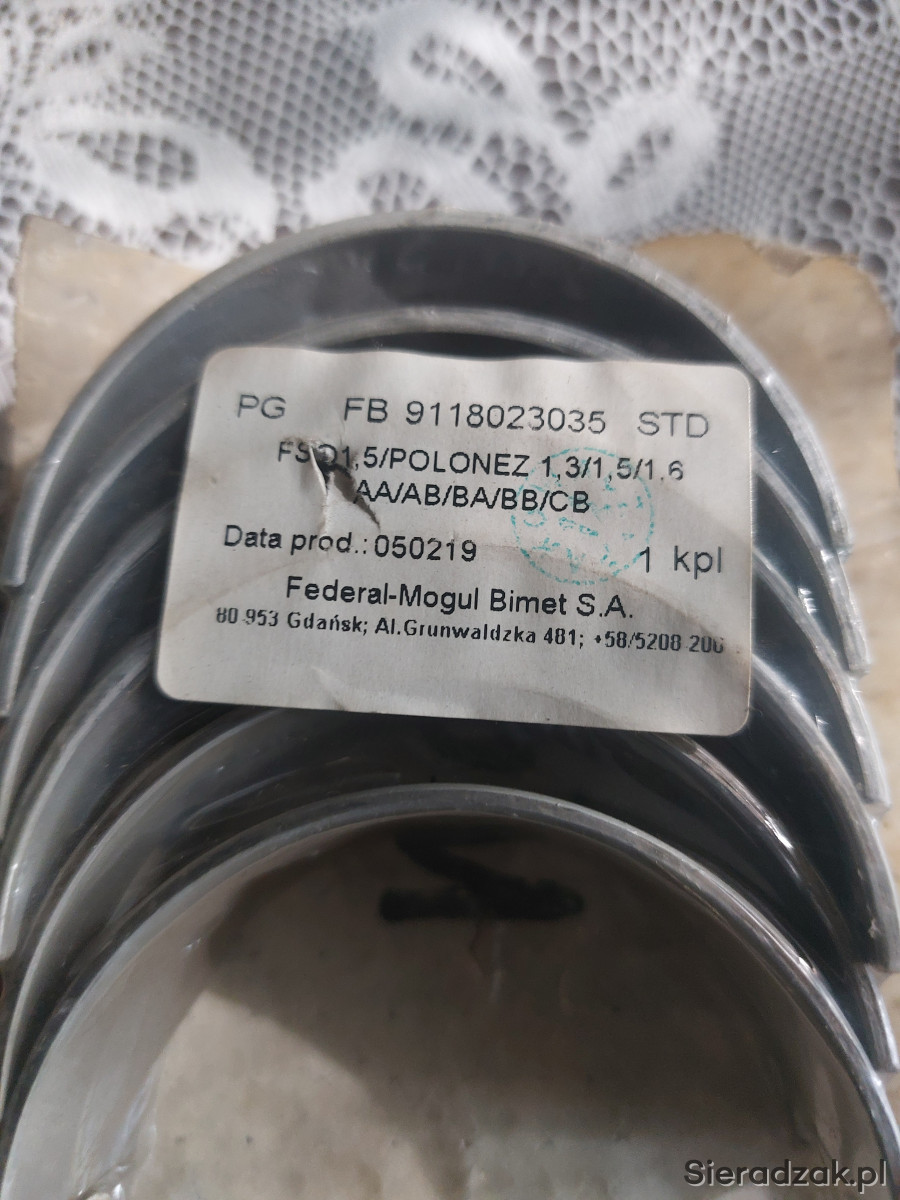 PG FB 9118023035 STD
FSO1,5/POLONEZ 1,3/1,5/1,6
AA/AB/BA/BB/CB
Data prod.: 050219 1 kpl
Federal-Mogul Bimet S.A.
80-953 Gdańsk; Al.Grunwaldzka 481; +58/5208 206
Sieradzak.pl